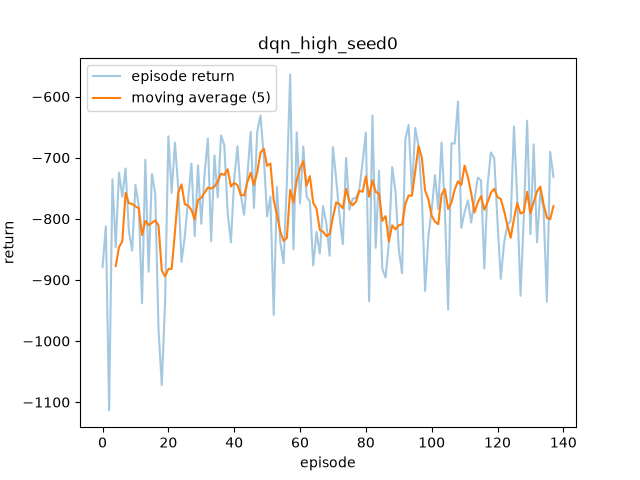 dqn_high_seed0
episode return
moving average (5)
−600
−700
−800
−900
−1000
−1100
return
0
20
40
60
80
100
120
140
episode